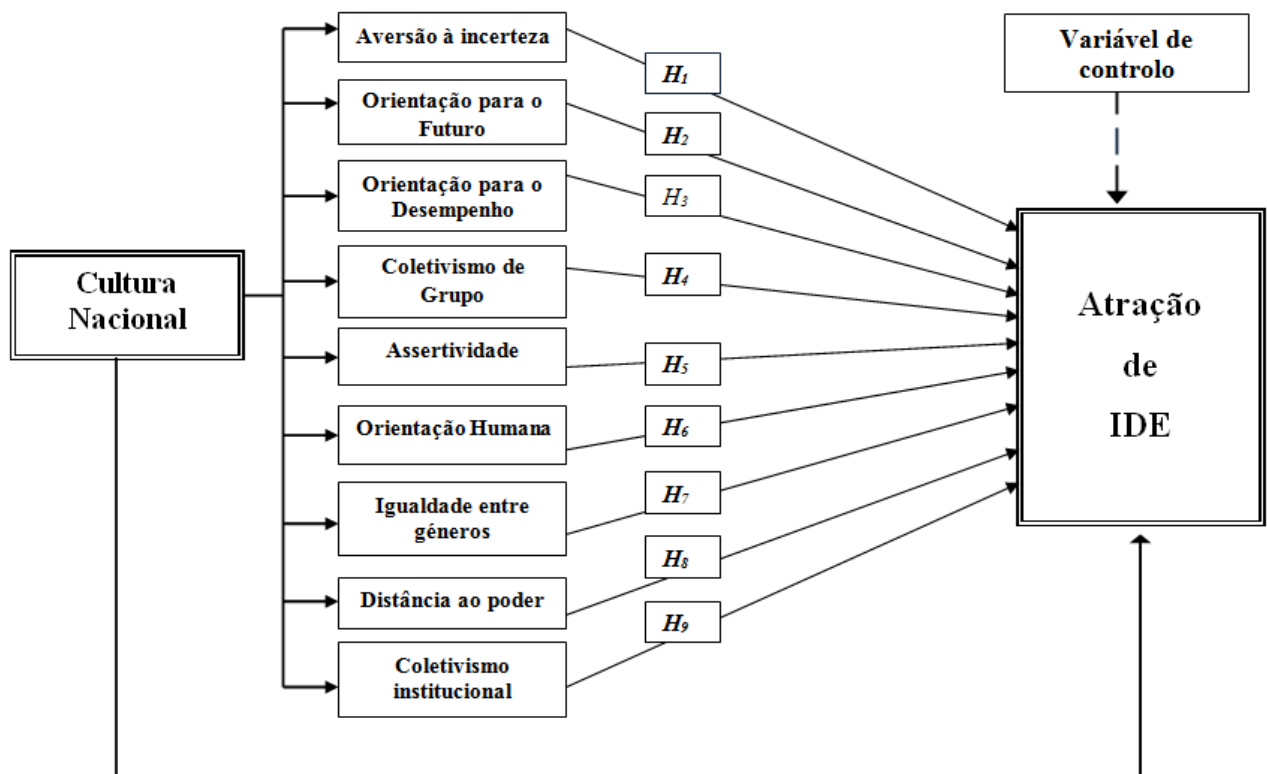 Aversão à incerteza
H1
Variável de
controlo
Orientação para o
Futuro
H2
Orientação para o
Desempenho
H3
Cultura
Nacional
Coletivismo de
Grupo
H4
Atração
de
IDE
Assertividade
H5
Orientação Humana
H6
Igualdade entre
géneros
H7
Distância ao poder
H8
Coletivismo
institucional
H9